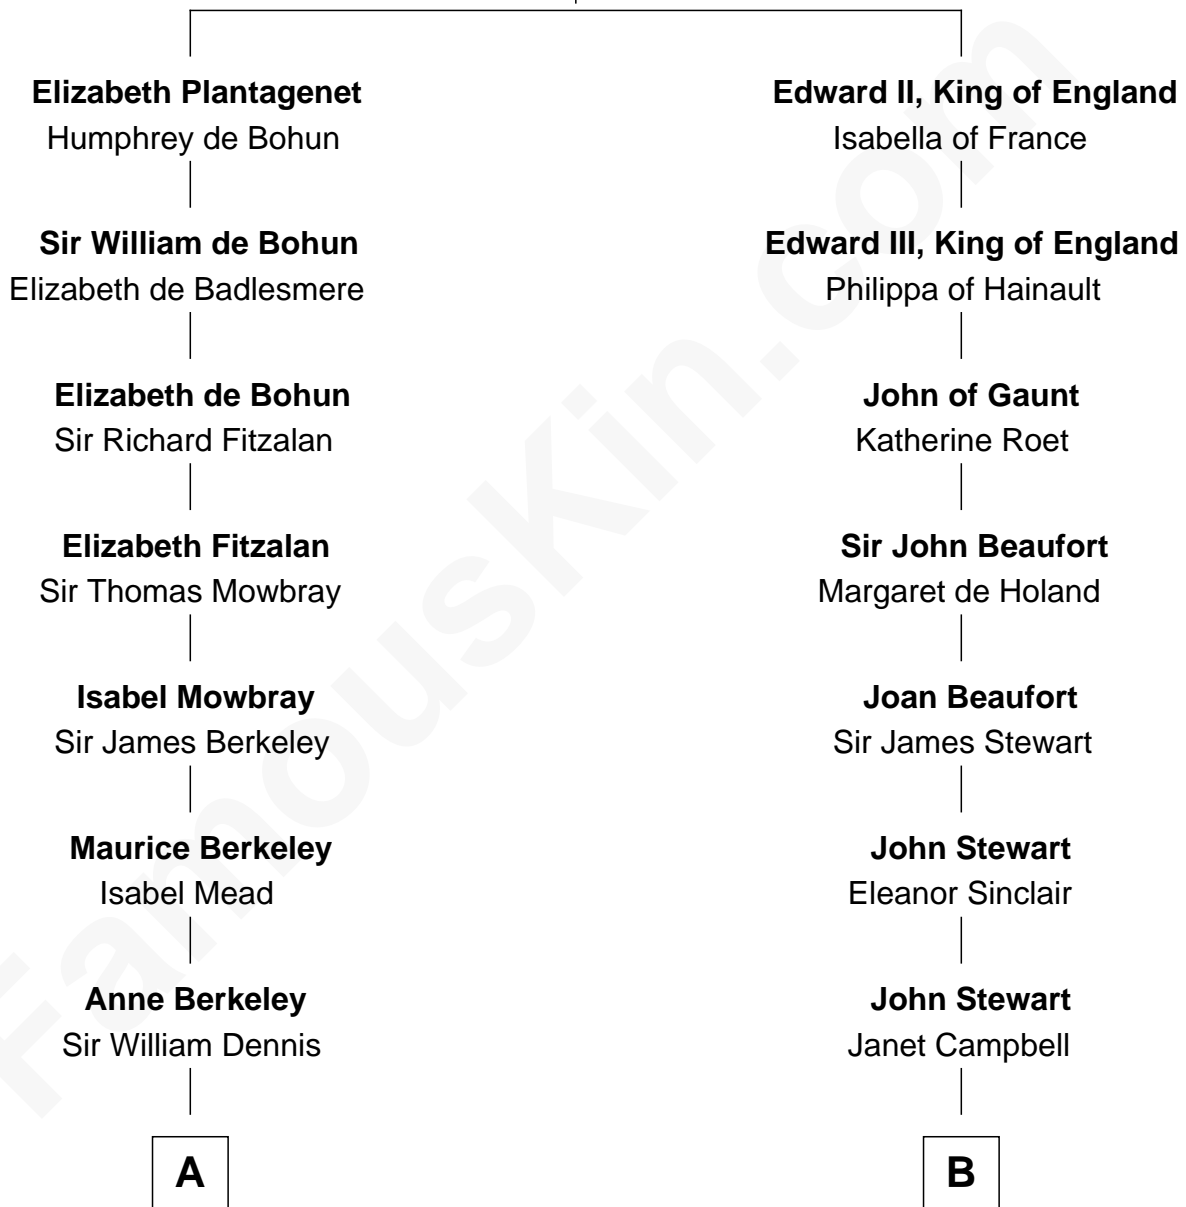 Elizabeth Plantagenet
Humphrey de Bohun
Sir William de Bohun
Elizabeth de Badlesmere
Elizabeth de Bohun
Sir Richard Fitzalan
Elizabeth Fitzalan
Sir Thomas Mowbray
Isabel Mowbray
Sir James Berkeley
Maurice Berkeley
Isabel Mead
Anne Berkeley
Sir William Dennis
A
Edward II, King of England
Isabella of France
Edward III, King of England
Philippa of Hainault
John of Gaunt
Katherine Roet
Sir John Beaufort
Margaret de Holand
Joan Beaufort
Sir James Stewart
John Stewart
Eleanor Sinclair
John Stewart
Janet Campbell
B
FamousKin.com